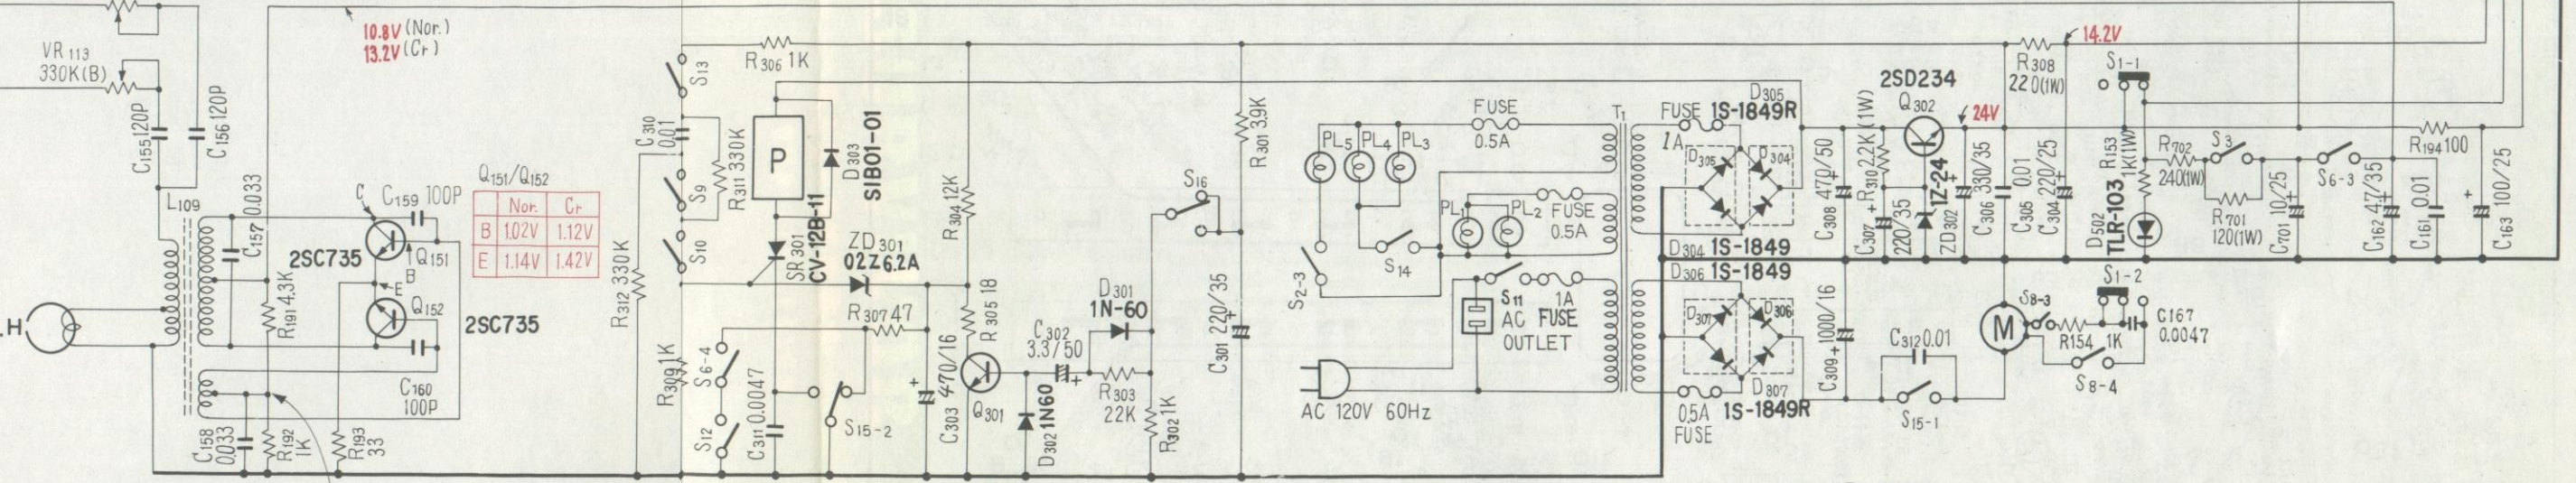 10.8V (Nor.)
13.2V (Cr)
VR113
330K(B)
C155 120P
C156 120P
L109
C157 0.033
C159 100P
C
2SC735
Q151
B
E
Q152
2SC735
R191 4.3K
C160
100P
C158
0.033
R192
1K
R193
33
H
Q151/Q152
Nor. Cr
B 1.02V 1.12V
E 1.14V 1.42V
R306 1K
S13
C310
0.01
R311 330K
S9
S10
R312 330K
R309 1K
P
D303
SIB01-01
SR301
CV-12B-11
ZD301
02Z6.2A
R307 47
S6-4
S12
C311 0.0047
S15-2
C303 470/16
R304 12K
R305 18
Q301
C302
3.3/50
D301
1N-60
D302 1N60
R303
22K
R302 1K
S16
R301 3.9K
C301 220/35
PL5 PL4 PL3
FUSE
0.5A
PL1 PL2
FUSE
0.5A
S2-3
S14
S11
AC
OUTLET
1A
FUSE
AC 120V 60Hz
T1
FUSE
1A
D305
1S-1849R
D305 D304
D304 1S-1849
D306 1S-1849
D307 D306
D307
1S-1849R
0.5A
FUSE
C308 470/50
R310 2.2K (1W)
C307
220/35
2SD234
Q302
24V
1Z-24
ZD302
C306 330/35
C305 0.01
C304 220/25
C309 1000/16
R308
220(1W)
14.2V
S1-1
R153
1K(1W)
D502
TLR-103
R702
240(1W)
S3
R701
120(1W)
C701 10/25
S6-3
C162 4.7/35
C161 0.01
R194 100
C163 100/25
C312 0.01
S15-1
M
S8-3
S1-2
R154 1K
C167
0.0047
S8-4